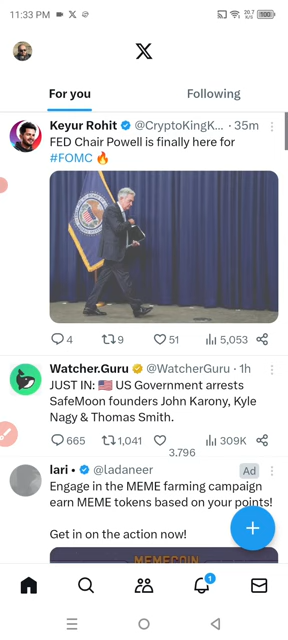 11:33 PM
20.7
K/S
100
For you
Following
Keyur Rohit @CryptoKingK... · 35m
FED Chair Powell is finally here for
#FOMC 🔥
4
9
51
5,053
Watcher.Guru @WatcherGuru · 1h
JUST IN: 🇺🇸 US Government arrests
SafeMoon founders John Karony, Kyle
Nagy & Thomas Smith.
665
1,041
3,796
309K
lari • @ladaneer
Ad
Engage in the MEME farming campaign
earn MEME tokens based on your points!
Get in on the action now!
MEMECOIN
1